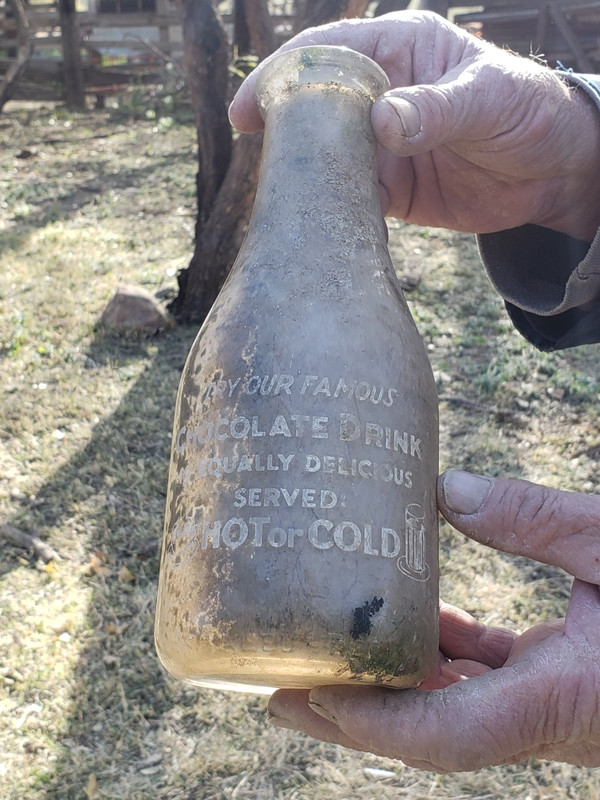 TRY OUR FAMOUS
CHOCOLATE DRINK
EQUALLY DELICIOUS
SERVED:
HOT or COLD